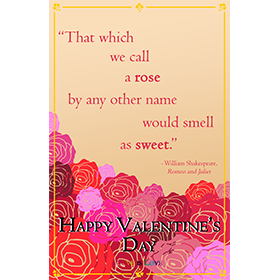 “That which
we call
a rose
by any other name
would smell
as sweet.”
- William Shakespeare,
Romeo and Juliet
Happy Valentine's
Day